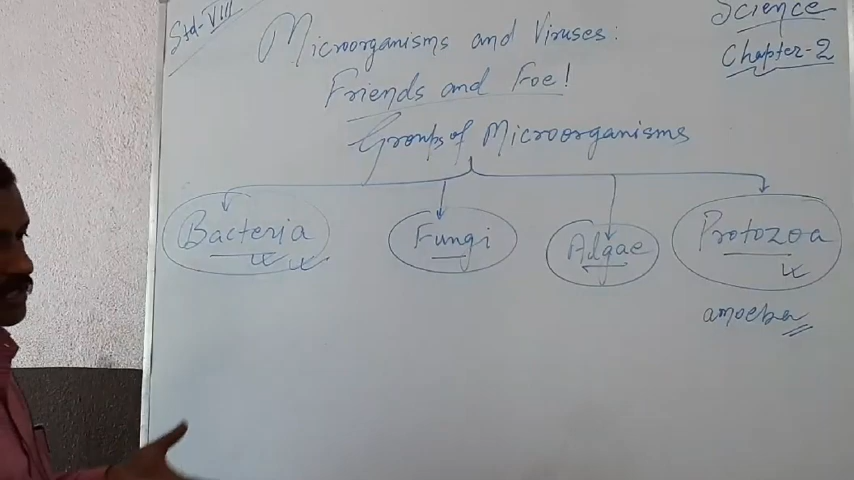 Std-VIII
Science
Chapter-2
Microorganisms and Viruses:
Friends and Foe!
Groups of Microorganisms
Bacteria
Fungi
Algae
Protozoa
amoeba